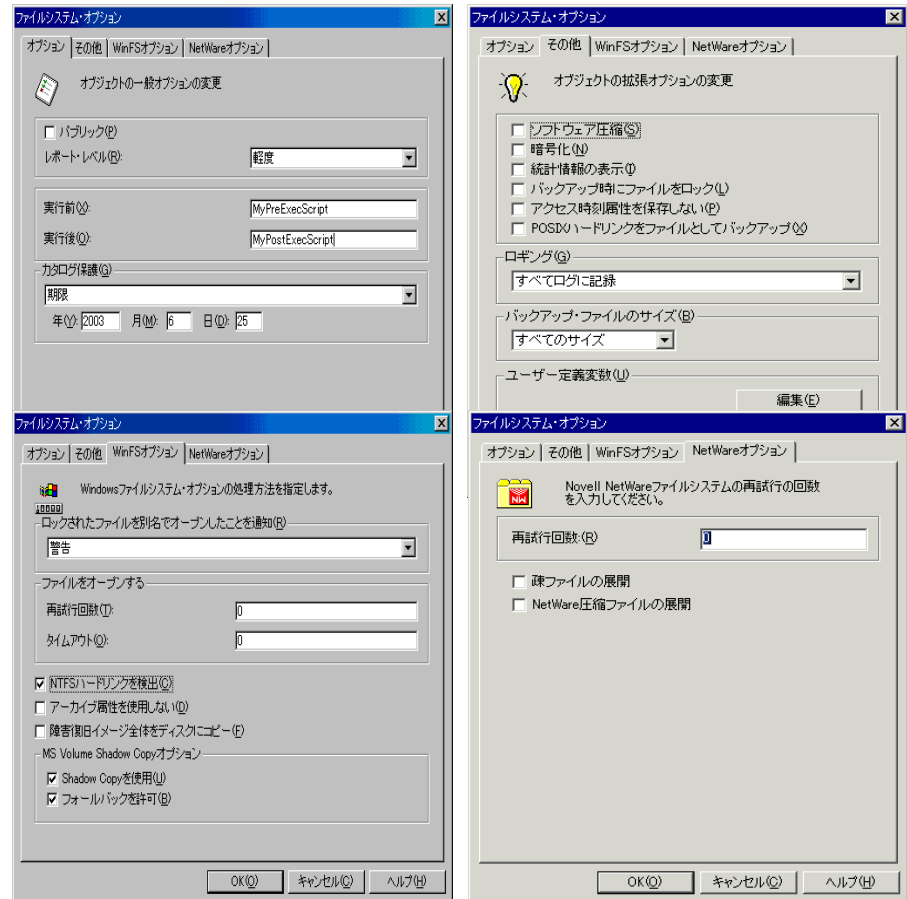 ファイルシステム・オプション
オプション その他 WinFSオプション NetWareオプション
オブジェクトの一般オプションの変更
パブリック(P)
レポート・レベル(R): 軽度
実行前(X): MyPreExecScript
実行後(O): MyPostExecScript
カタログ保護(G)
期限
年(Y): 2003 月(M): 6 日(D): 25
ファイルシステム・オプション
オプション その他 WinFSオプション NetWareオプション
オブジェクトの拡張オプションの変更
ソフトウェア圧縮(S)
暗号化(N)
統計情報の表示(I)
バックアップ時にファイルをロック(L)
アクセス時刻属性を保存しない(P)
POSIXハードリンクをファイルとしてバックアップ(X)
ロギング(G)
すべてログに記録
バックアップ・ファイルのサイズ(B)
すべてのサイズ
ユーザー定義変数(U)
編集(E)
ファイルシステム・オプション
オプション その他 WinFSオプション NetWareオプション
Windowsファイルシステム・オプションの処理方法を指定します。
ロックされたファイルを別名でオープンしたことを通知(R)
警告
ファイルをオープンする
再試行回数(T): 0
タイムアウト(O): 0
NTFSハードリンクを検出(C)
アーカイブ属性を使用しない(D)
障害復旧イメージ全体をディスクにコピー(F)
MS Volume Shadow Copyオプション
Shadow Copyを使用(U)
フォールバックを許可(B)
OK(O) キャンセル(C) ヘルプ(H)
ファイルシステム・オプション
オプション その他 WinFSオプション NetWareオプション
NW
Novell NetWareファイルシステムの再試行の回数
を入力してください。
再試行回数:(R) 0
疎ファイルの展開
NetWare圧縮ファイルの展開
OK(O) キャンセル(C) ヘルプ(H)